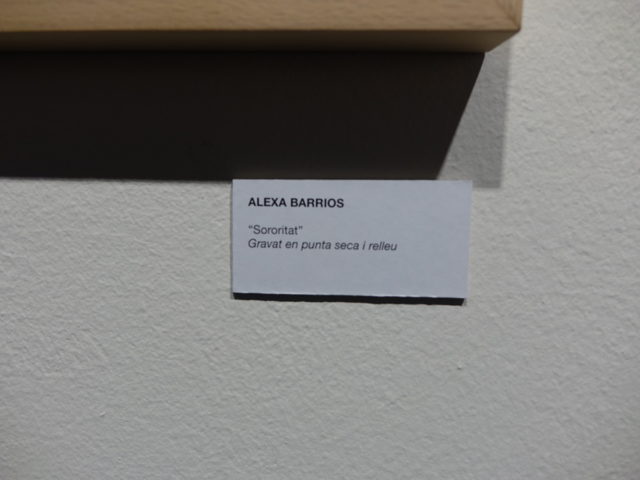 ALEXA BARRIOS
"Sororitat"
Gravat en punta seca i relleu